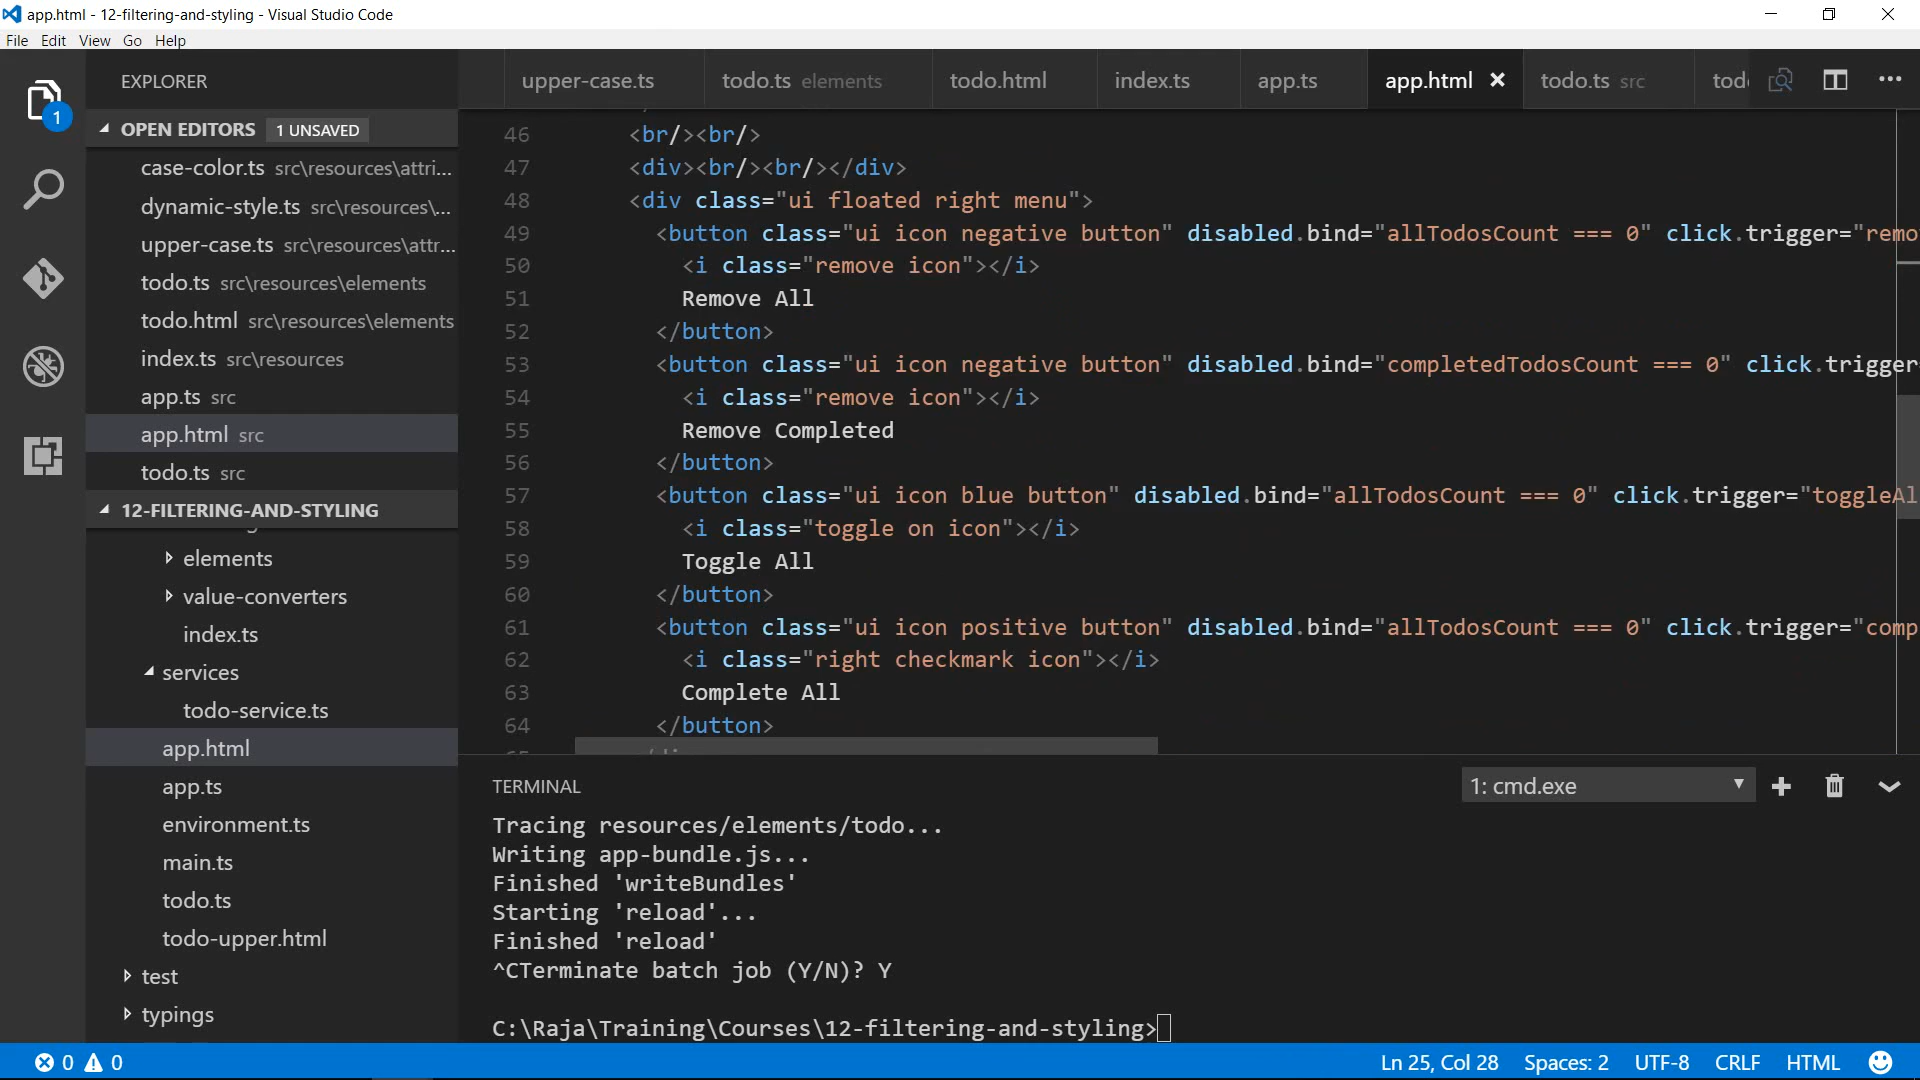 app.html - 12-filtering-and-styling - Visual Studio Code
File Edit View Go Help
EXPLORER
upper-case.ts todo.ts elements todo.html index.ts app.ts app.html todo.ts src tod
1
OPEN EDITORS 1 UNSAVED
case-color.ts src\resources\attri...
dynamic-style.ts src\resources\...
upper-case.ts src\resources\attr...
todo.ts src\resources\elements
todo.html src\resources\elements
index.ts src\resources
app.ts src
app.html src
todo.ts src
12-FILTERING-AND-STYLING
elements
value-converters
index.ts
services
todo-service.ts
app.html
app.ts
environment.ts
main.ts
todo.ts
todo-upper.html
test
typings
46 <br/><br/>
47 <div><br/><br/></div>
48 <div class="ui floated right menu">
49 <button class="ui icon negative button" disabled.bind="allTodosCount === 0" click.trigger="remo
50 <i class="remove icon"></i>
51 Remove All
52 </button>
53 <button class="ui icon negative button" disabled.bind="completedTodosCount === 0" click.trigger
54 <i class="remove icon"></i>
55 Remove Completed
56 </button>
57 <button class="ui icon blue button" disabled.bind="allTodosCount === 0" click.trigger="toggleAl
58 <i class="toggle on icon"></i>
59 Toggle All
60 </button>
61 <button class="ui icon positive button" disabled.bind="allTodosCount === 0" click.trigger="comp
62 <i class="right checkmark icon"></i>
63 Complete All
64 </button>
TERMINAL
1: cmd.exe
Tracing resources/elements/todo...
Writing app-bundle.js...
Finished 'writeBundles'
Starting 'reload'...
Finished 'reload'
^CTerminate batch job (Y/N)? Y
C:\Raja\Training\Courses\12-filtering-and-styling>
0 0
Ln 25, Col 28 Spaces: 2 UTF-8 CRLF HTML